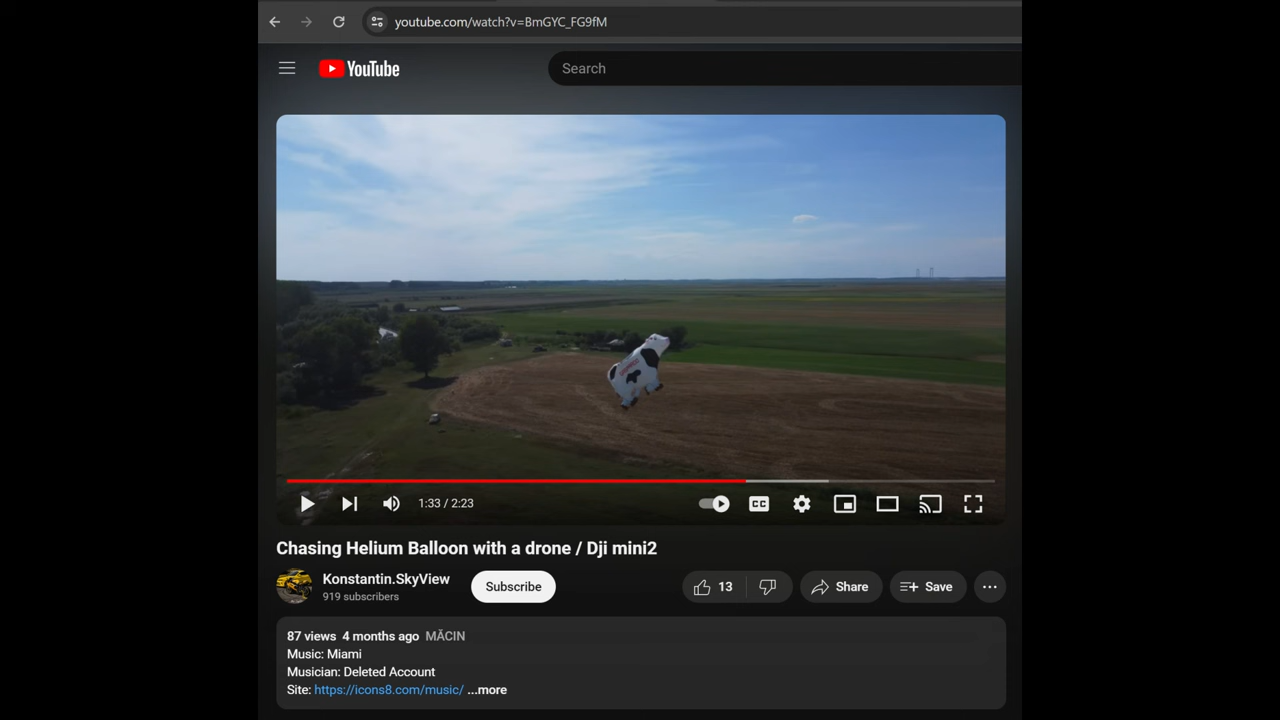 youtube.com/watch?v=BmGYC_FG9fM
YouTube
Search
1:33 / 2:23
CC
Chasing Helium Balloon with a drone / Dji mini2
Konstantin.SkyView
919 subscribers
Subscribe
13
Share
Save
87 views 4 months ago MĂCIN
Music: Miami
Musician: Deleted Account
Site: https://icons8.com/music/ ...more